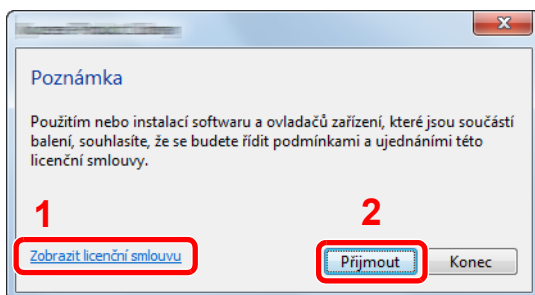 Poznámka
Použitím nebo instalací softwaru a ovladačů zařízení, které jsou součástí
balení, souhlasíte, že se budete řídit podmínkami a ujednáními této
licenční smlouvy.
1
2
Zobrazit licenční smlouvu
Přijmout
Konec